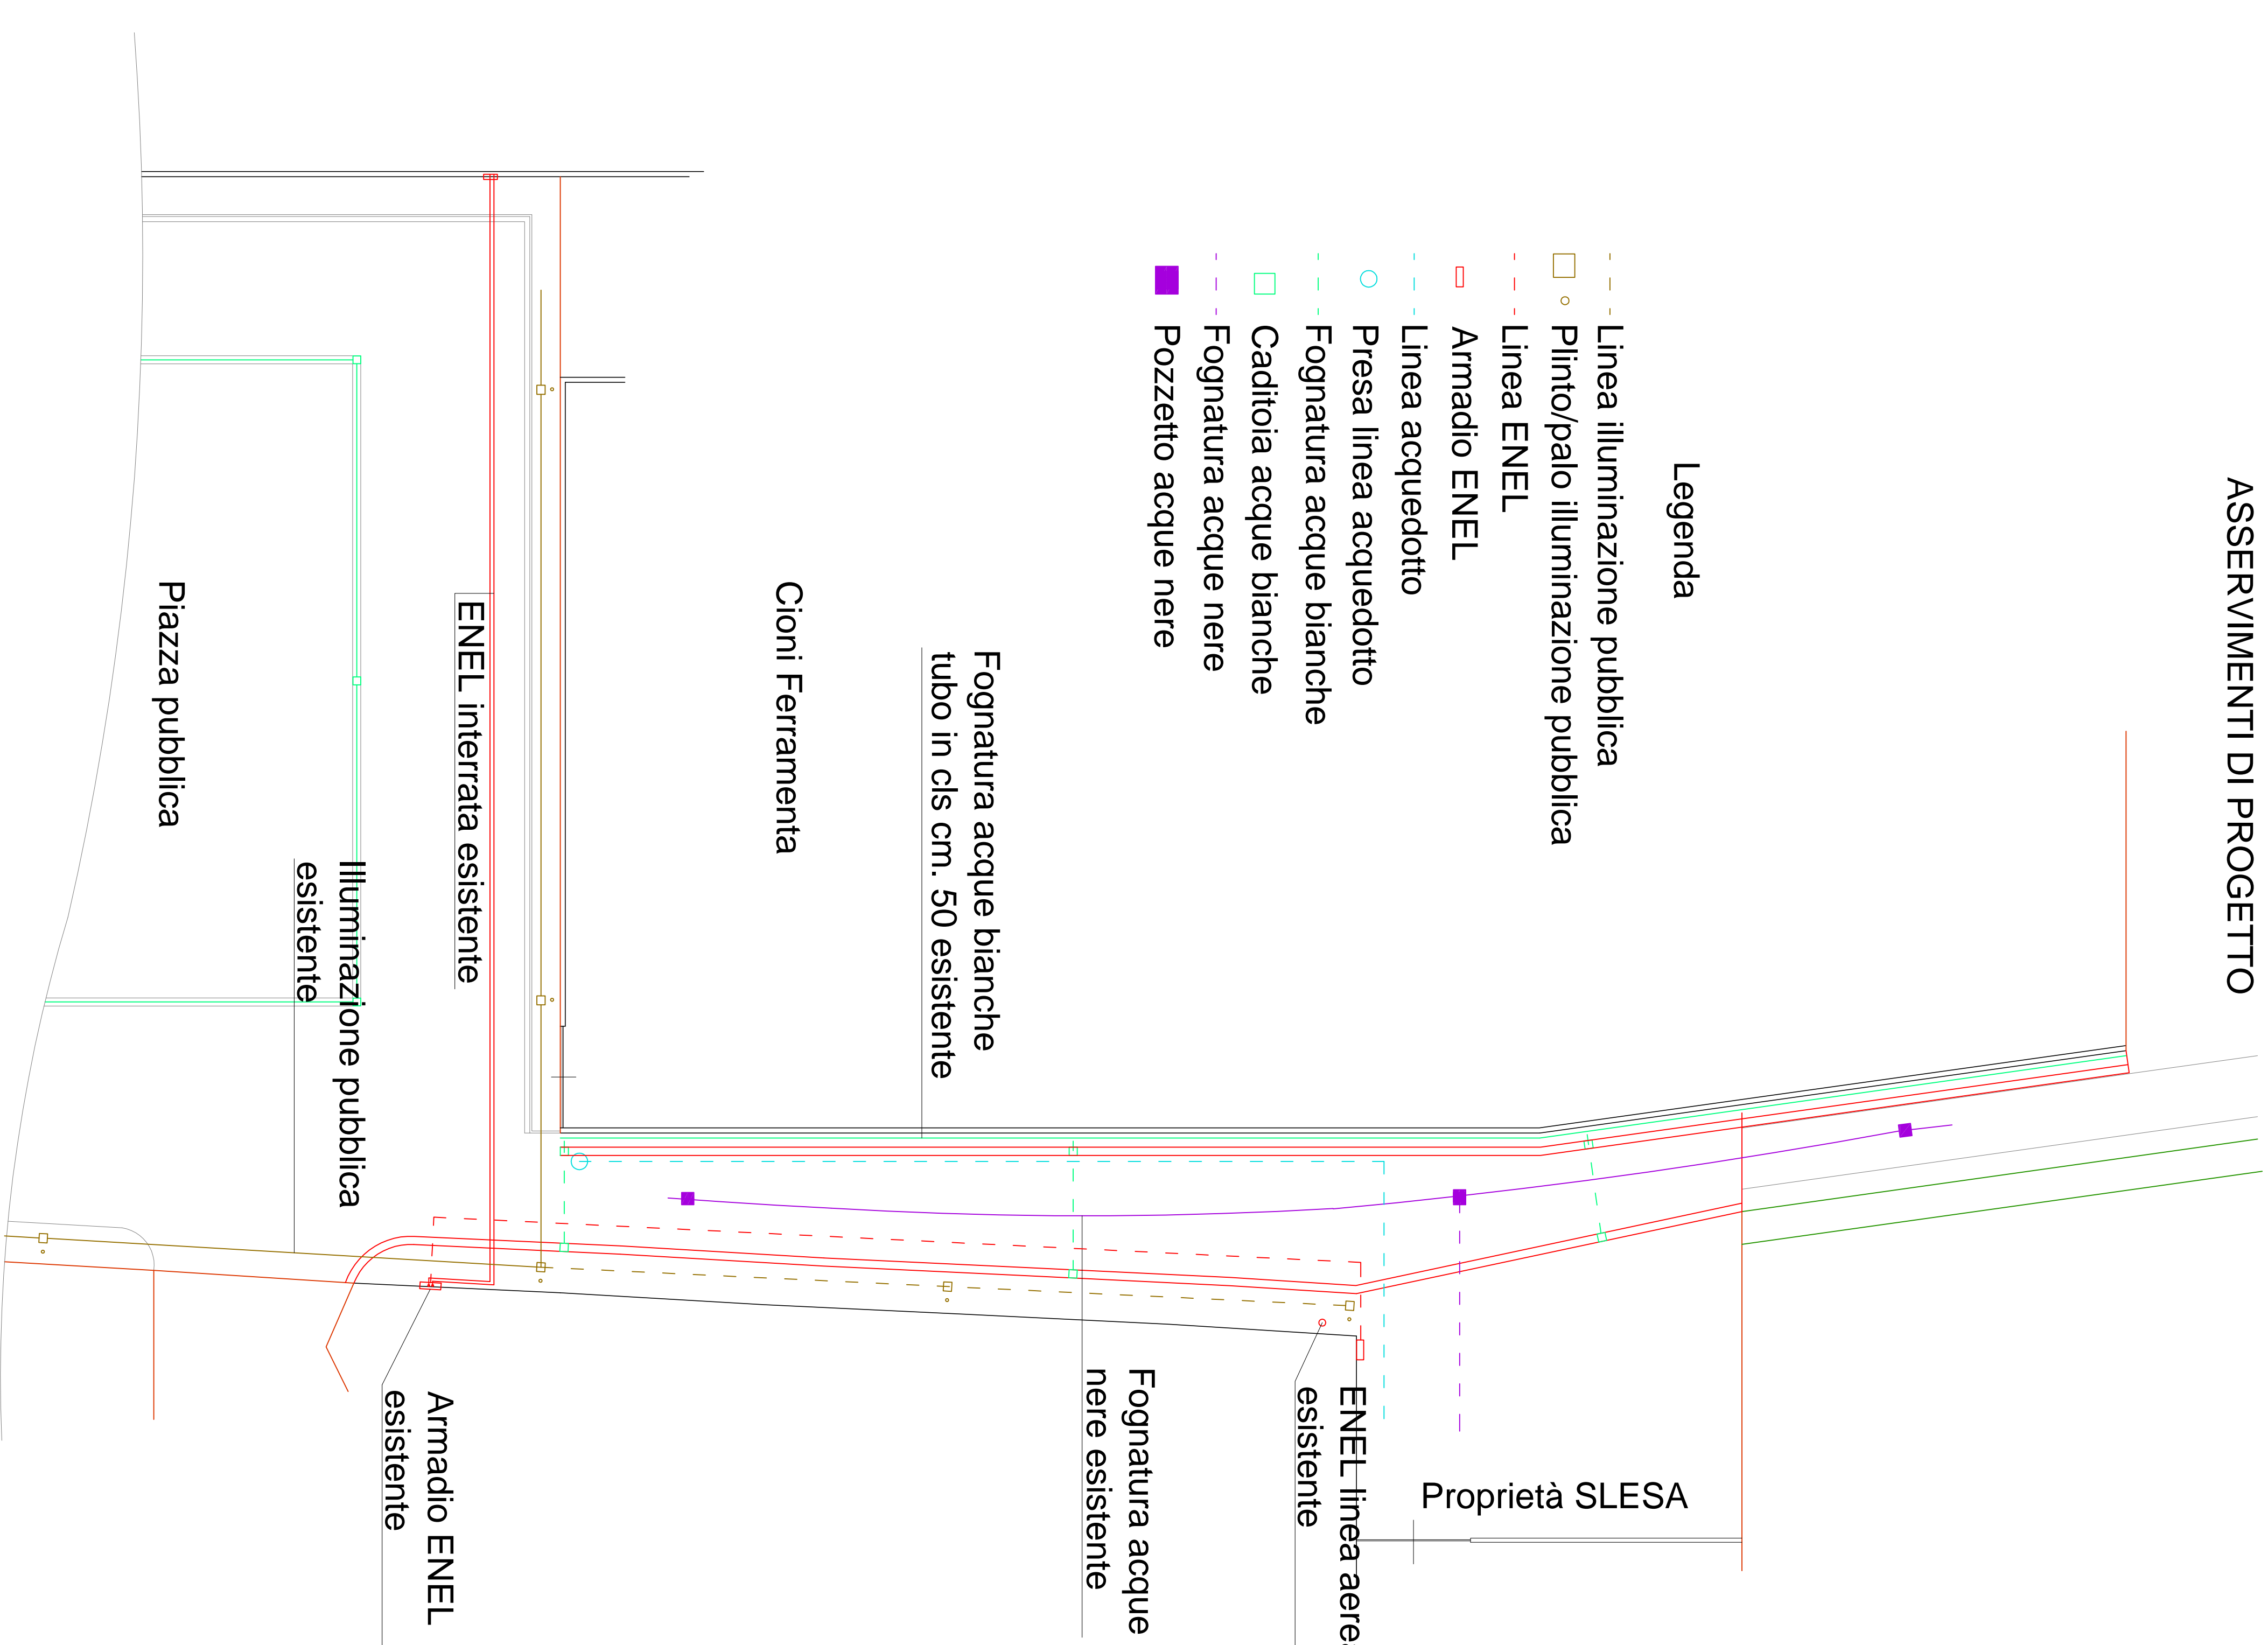 ASSERVIMENTI DI PROGETTO
Legenda
Linea illuminazione pubblica
Plinto/palo illuminazione pubblica
Linea ENEL
Armadio ENEL
Linea acquedotto
Presa linea acquedotto
Fognatura acque bianche
Caditoia acque bianche
Fognatura acque nere
Pozzetto acque nere
Fognatura acque bianche
tubo in cls cm. 50 esistente
Cioni Ferramenta
ENEL interrata esistente
Illuminazione pubblica
esistente
Piazza pubblica
Proprietà SLESA
ENEL linea aerea
esistente
Fognatura acque
nere esistente
Armadio ENEL
esistente